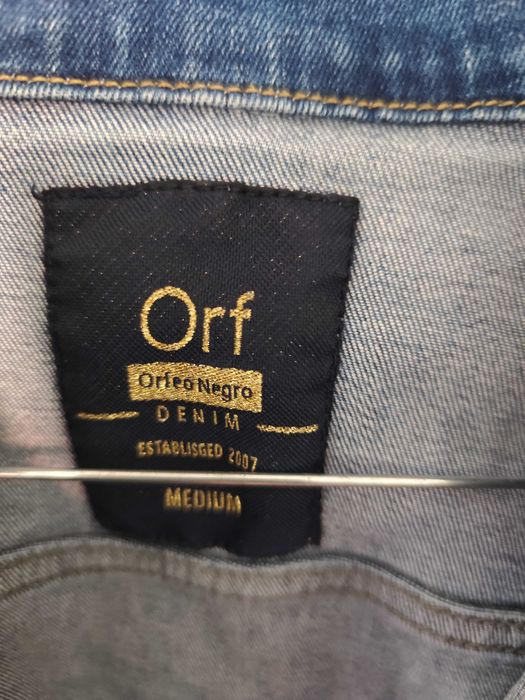 Orf
Orfeo Negro
DENIM
ESTABLISGED 2007
MEDIUM